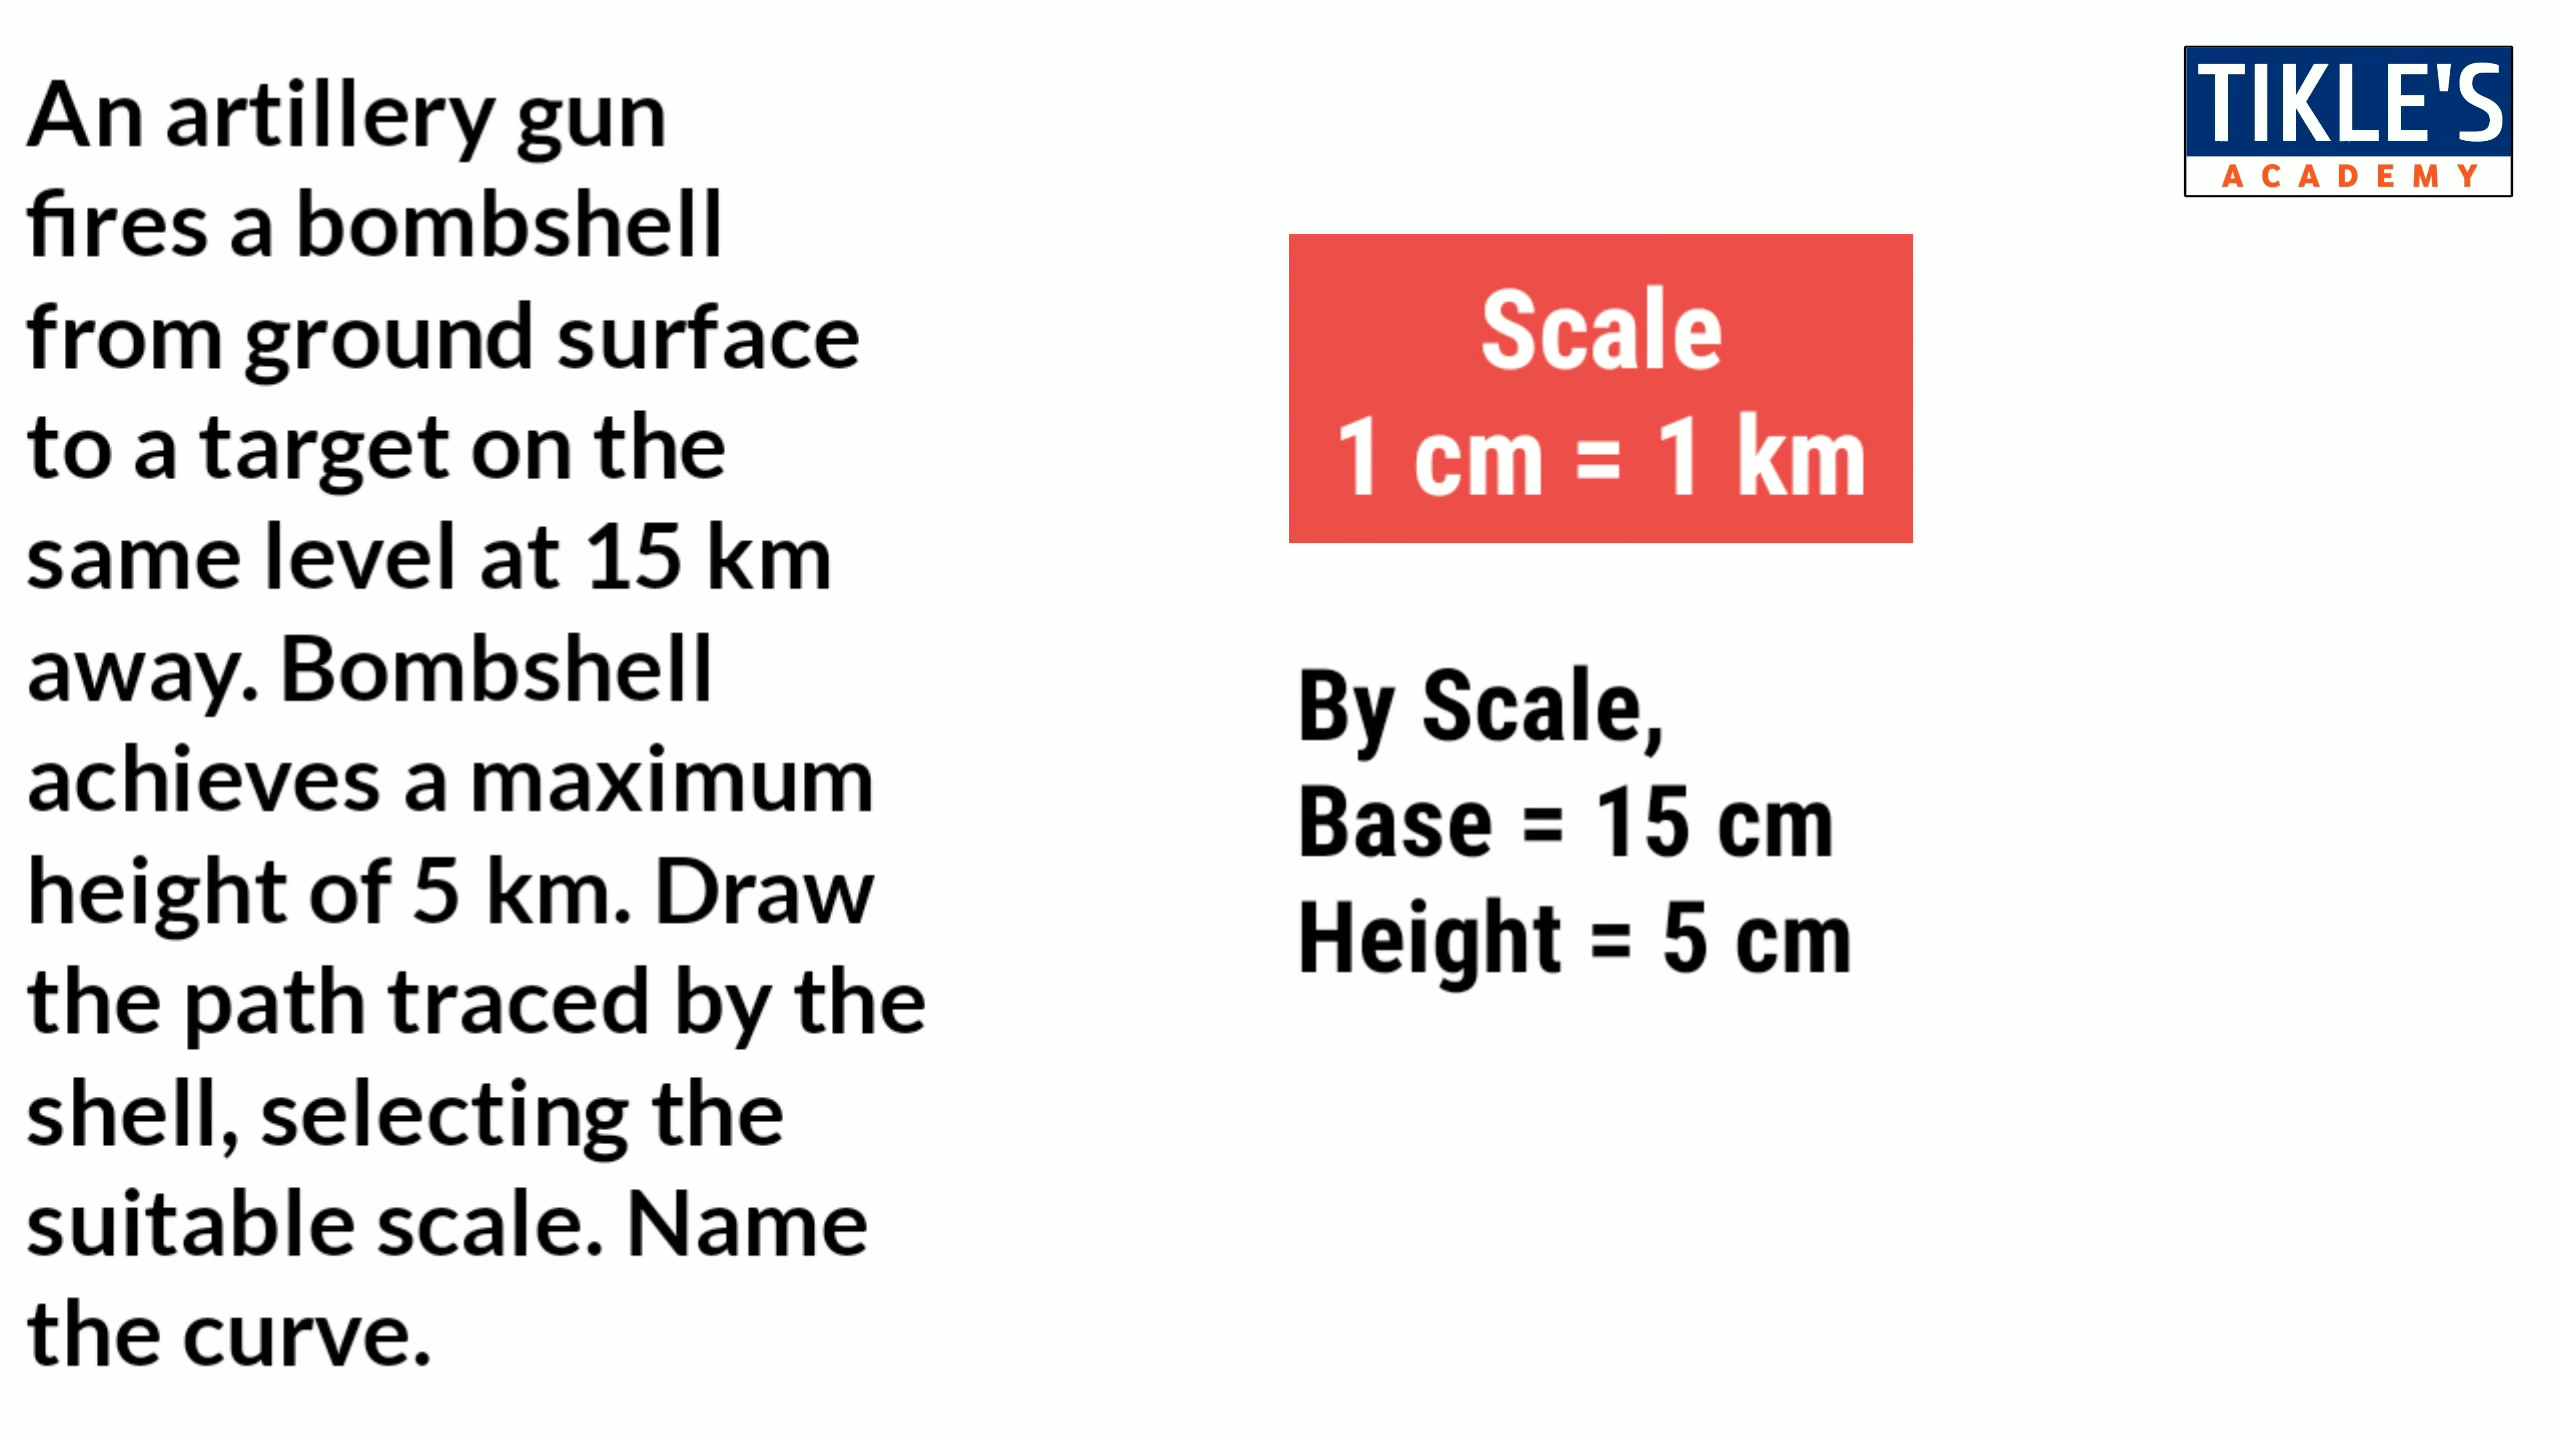 An artillery gun
fires a bombshell
from ground surface
to a target on the
same level at 15 km
away. Bombshell
achieves a maximum
height of 5 km. Draw
the path traced by the
shell, selecting the
suitable scale. Name
the curve.
TIKLE'S
ACADEMY
Scale
1 cm = 1 km
By Scale,
Base = 15 cm
Height = 5 cm